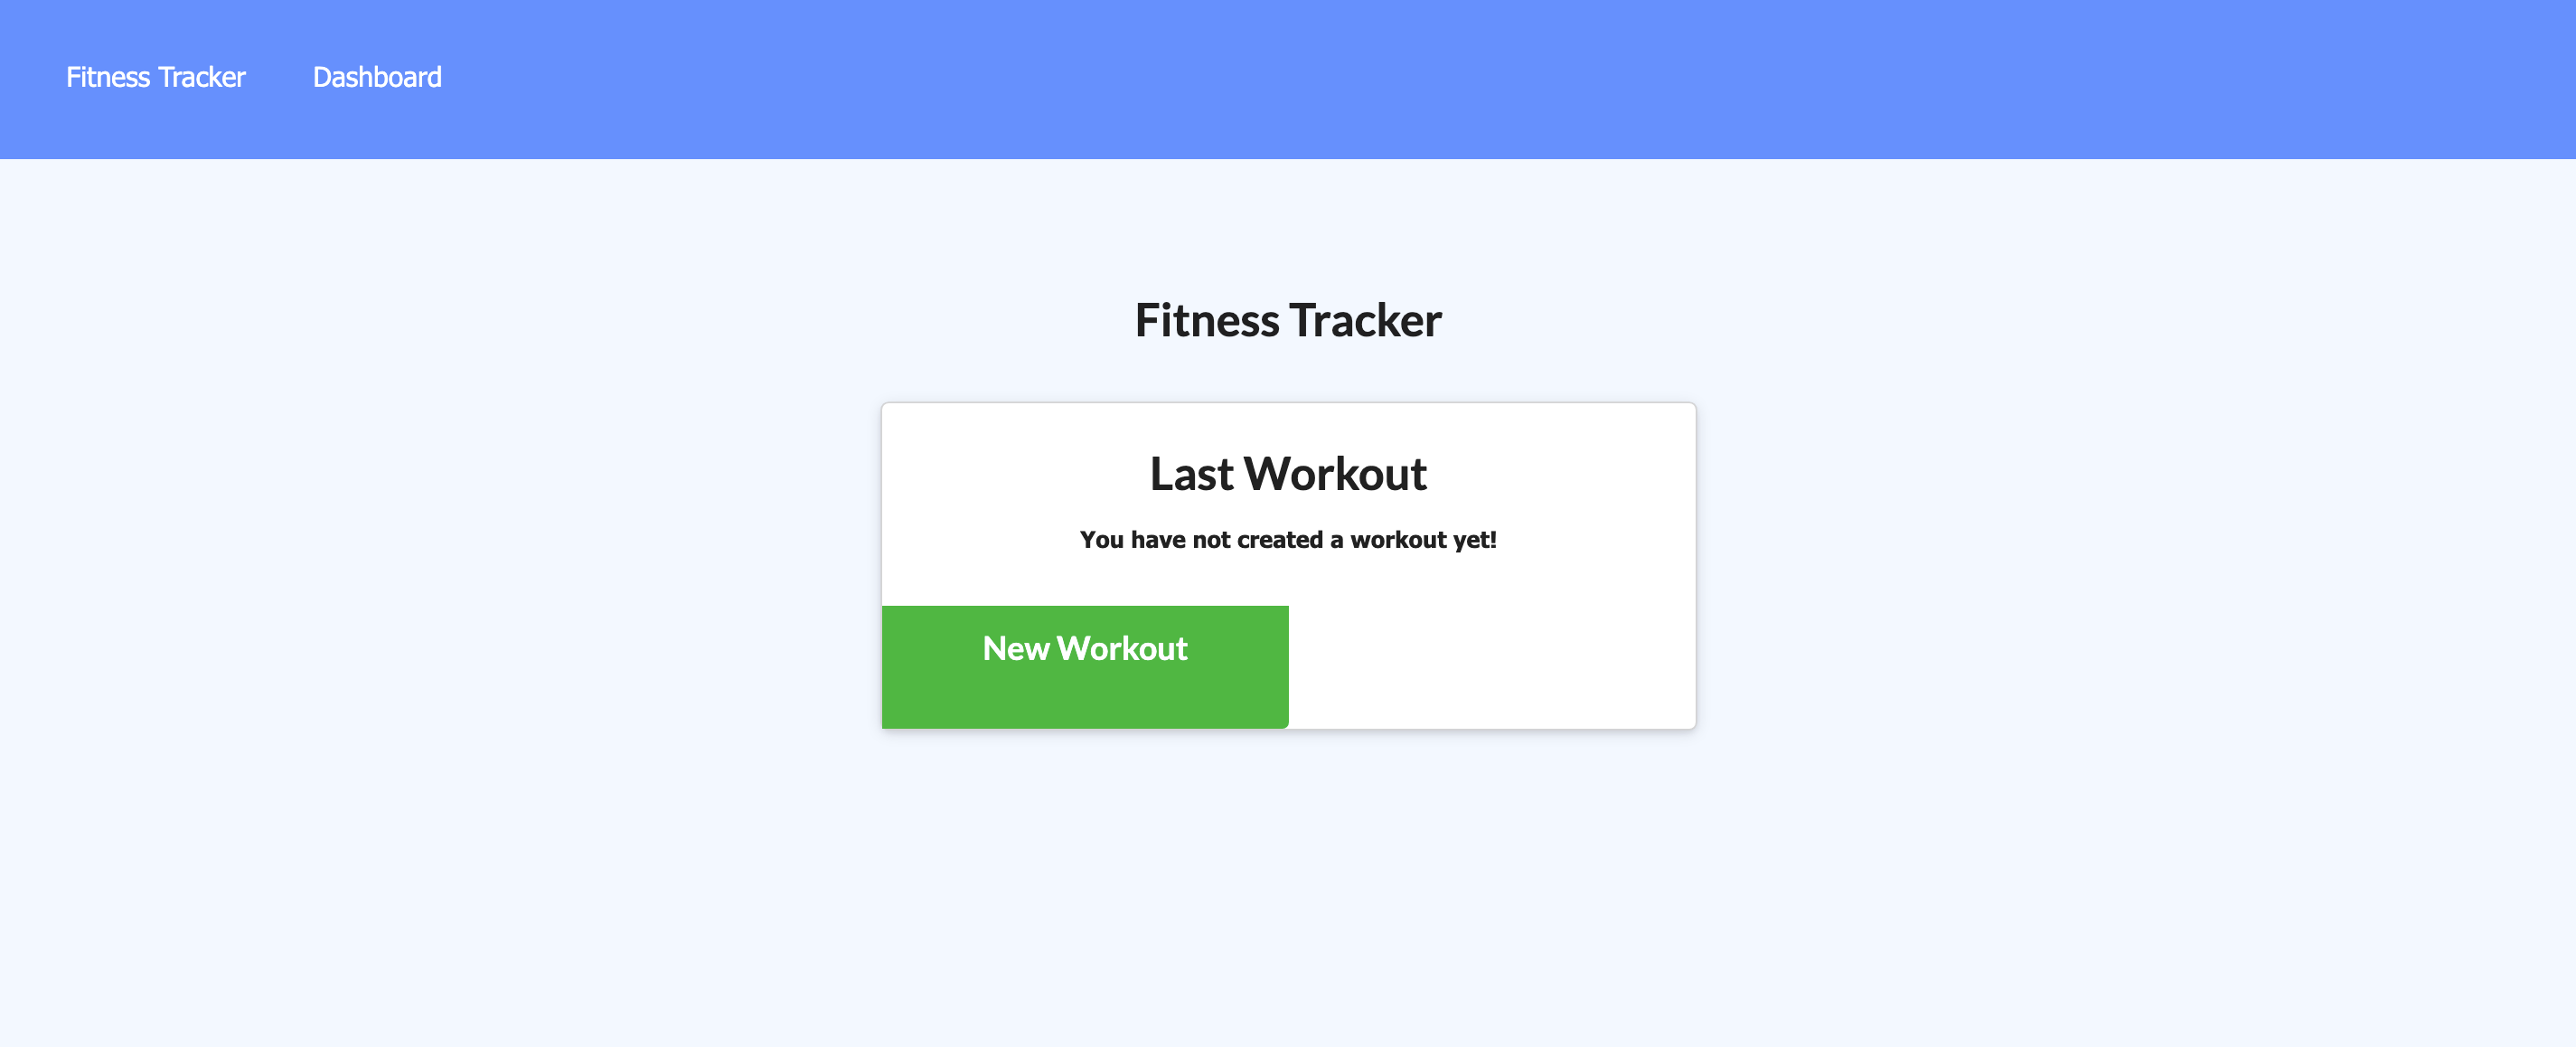 Fitness Tracker Dashboard
Fitness Tracker
Last Workout
You have not created a workout yet!
New Workout